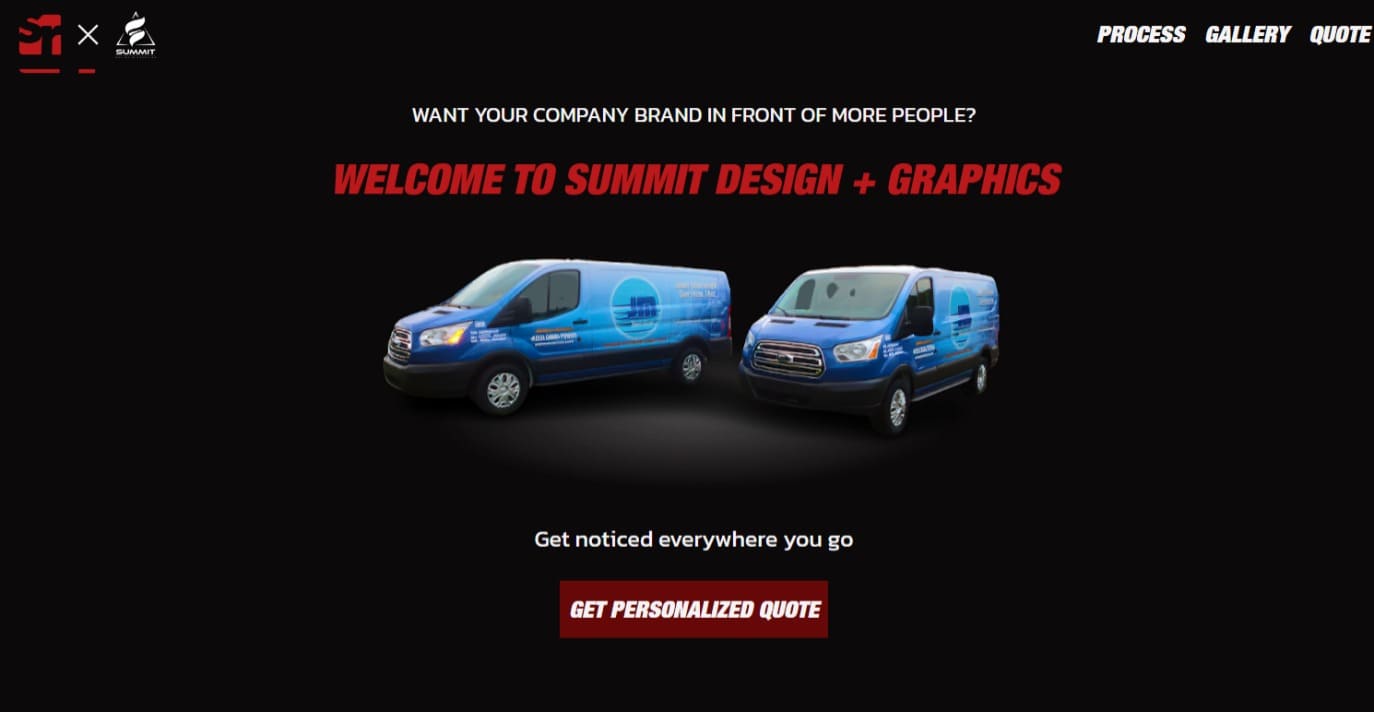 SUMMIT
PROCESS GALLERY QUOTE
WANT YOUR COMPANY BRAND IN FRONT OF MORE PEOPLE?
WELCOME TO SUMMIT DESIGN + GRAPHICS
JM
Get noticed everywhere you go
GET PERSONALIZED QUOTE